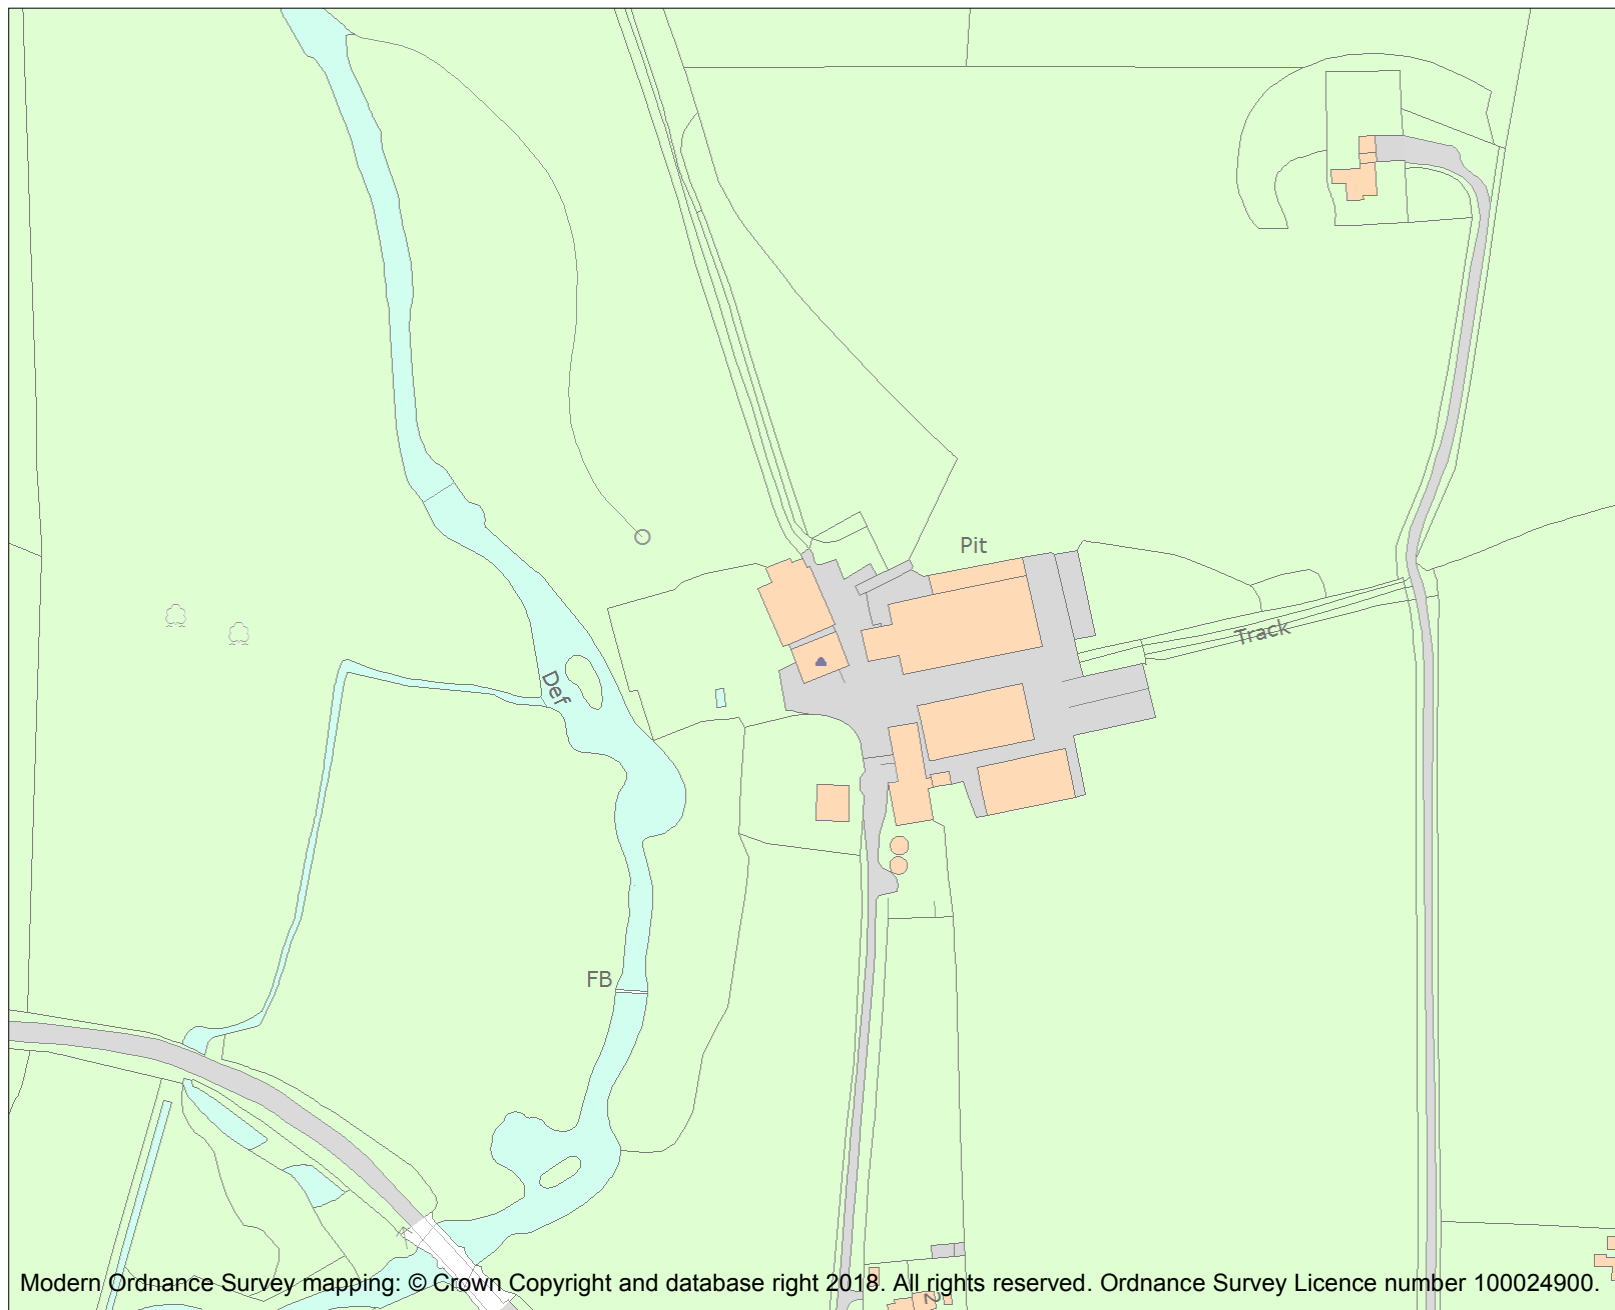 Pit
Track
Def
FB
2
Modern Ordnance Survey mapping: © Crown Copyright and database right 2018. All rights reserved. Ordnance Survey Licence number 100024900.